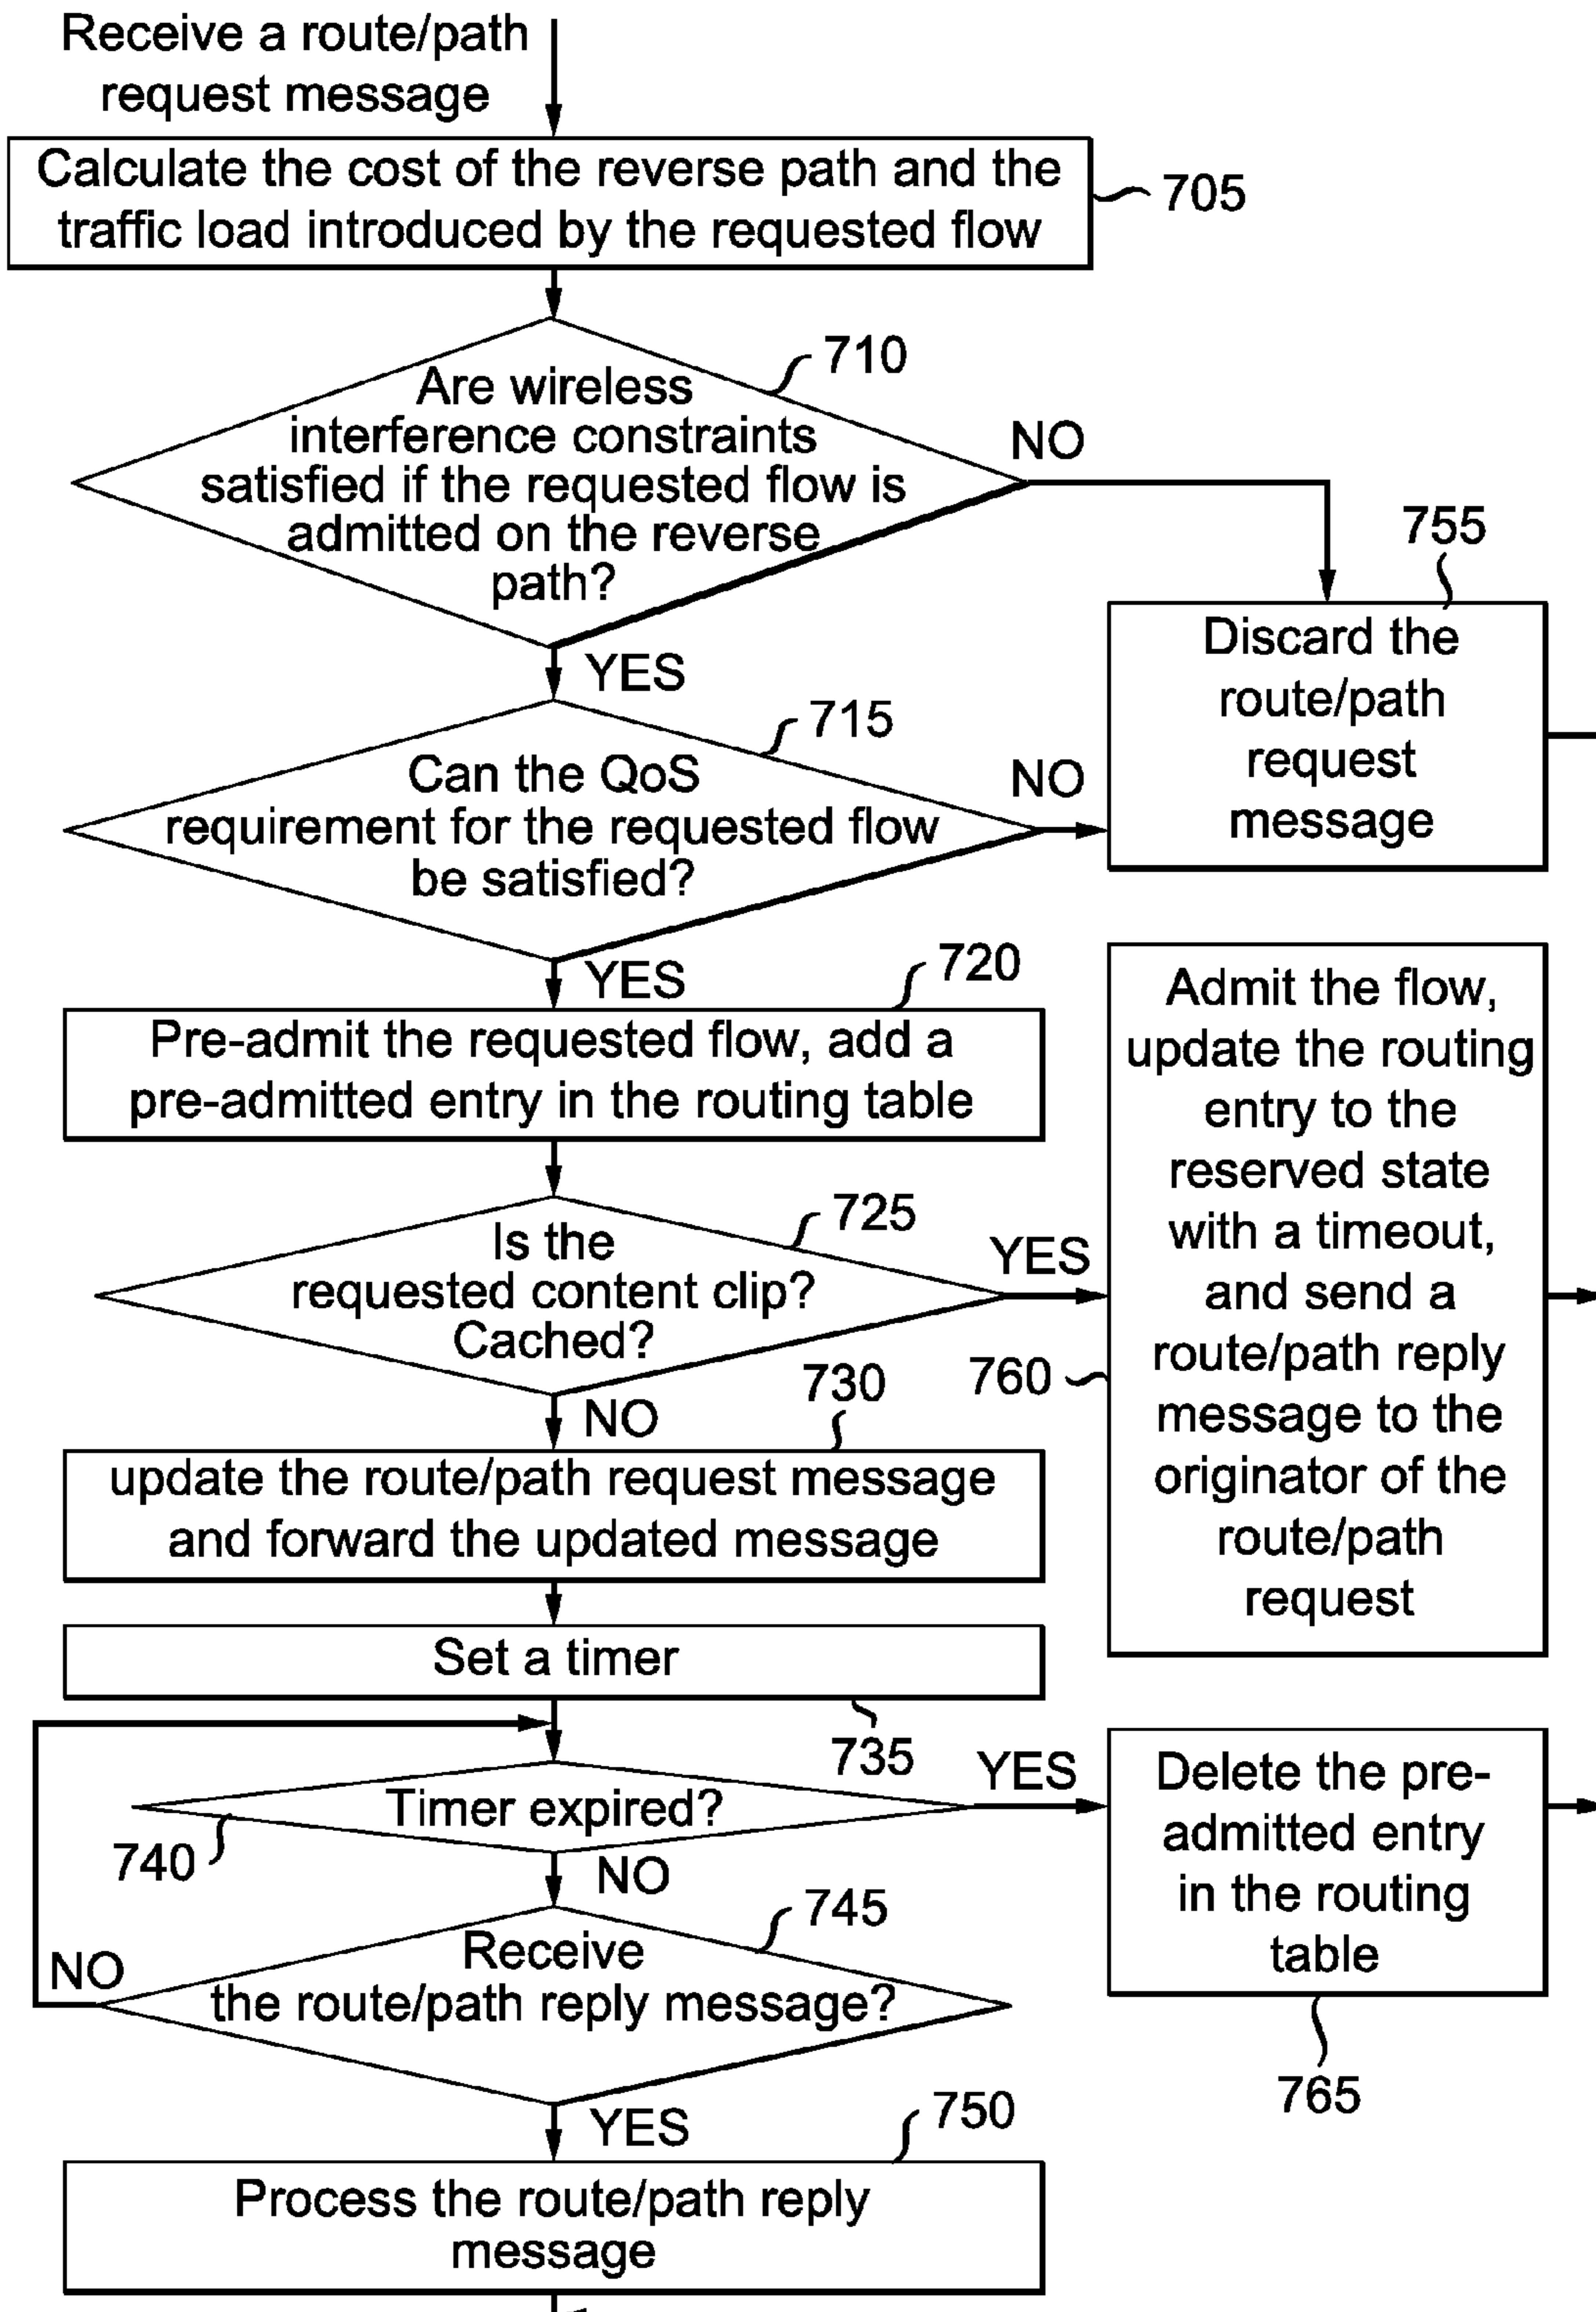 Receive a route/path
request message
Calculate the cost of the reverse path and the
traffic load introduced by the requested flow
705
710
Are wireless
interference constraints
satisfied if the requested flow is
admitted on the reverse
path?
NO
YES
755
Discard the
route/path
request
message
715
Can the QoS
requirement for the requested flow
be satisfied?
NO
YES
720
Pre-admit the requested flow, add a
pre-admitted entry in the routing table
725
Is the
requested content clip?
Cached?
YES
NO
760
Admit the flow,
update the routing
entry to the
reserved state
with a timeout,
and send a
route/path reply
message to the
originator of the
route/path
request
730
update the route/path request message
and forward the updated message
Set a timer
735
Timer expired?
740
YES
NO
Delete the pre-
admitted entry
in the routing
table
765
745
Receive
the route/path reply message?
NO
YES
750
Process the route/path reply
message